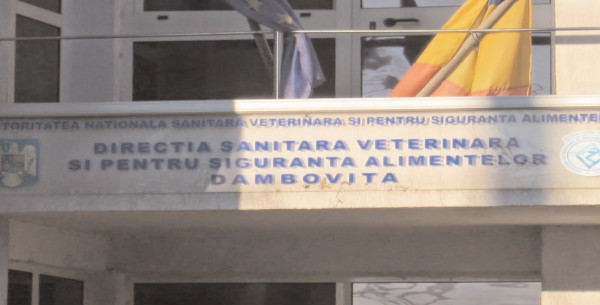 TORITATEA NATIONALA SANITARA VETERINARA SI PENTRU SIGURANTA ALIMENTE
DIRECTIA SANITARA VETERINARA
SI PENTRU SIGURANTA ALIMENTELOR
DAMBOVITA